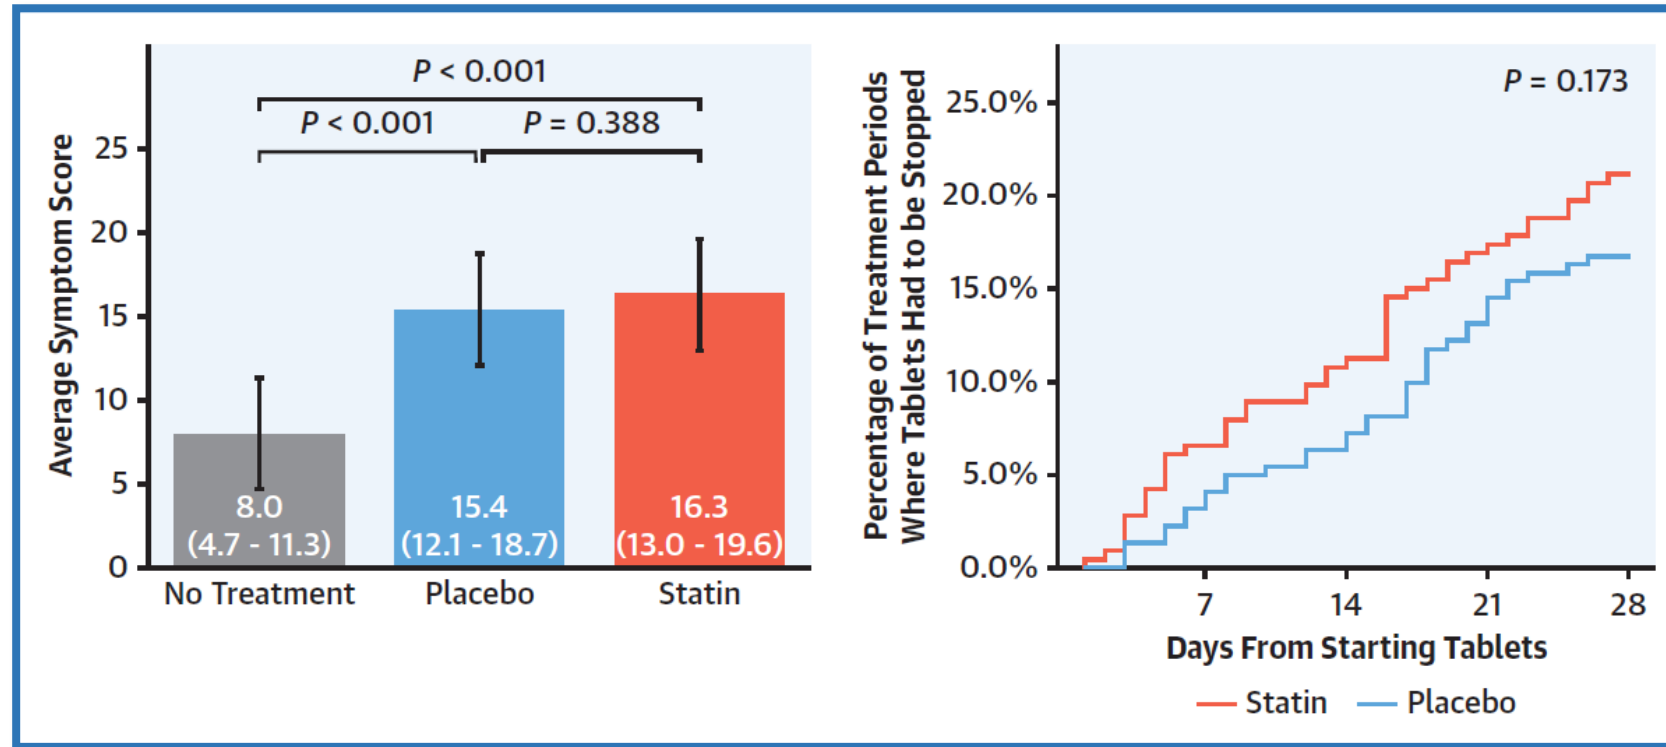 P < 0.001
P < 0.001
P = 0.388
Average Symptom Score
25
20
15
10
5
0
8.0
(4.7 - 11.3)
15.4
(12.1 - 18.7)
16.3
(13.0 - 19.6)
No Treatment
Placebo
Statin
Percentage of Treatment Periods
Where Tablets Had to be Stopped
P = 0.173
25.0%
20.0%
15.0%
10.0%
5.0%
0.0%
7
14
21
28
Days From Starting Tablets
Statin
Placebo